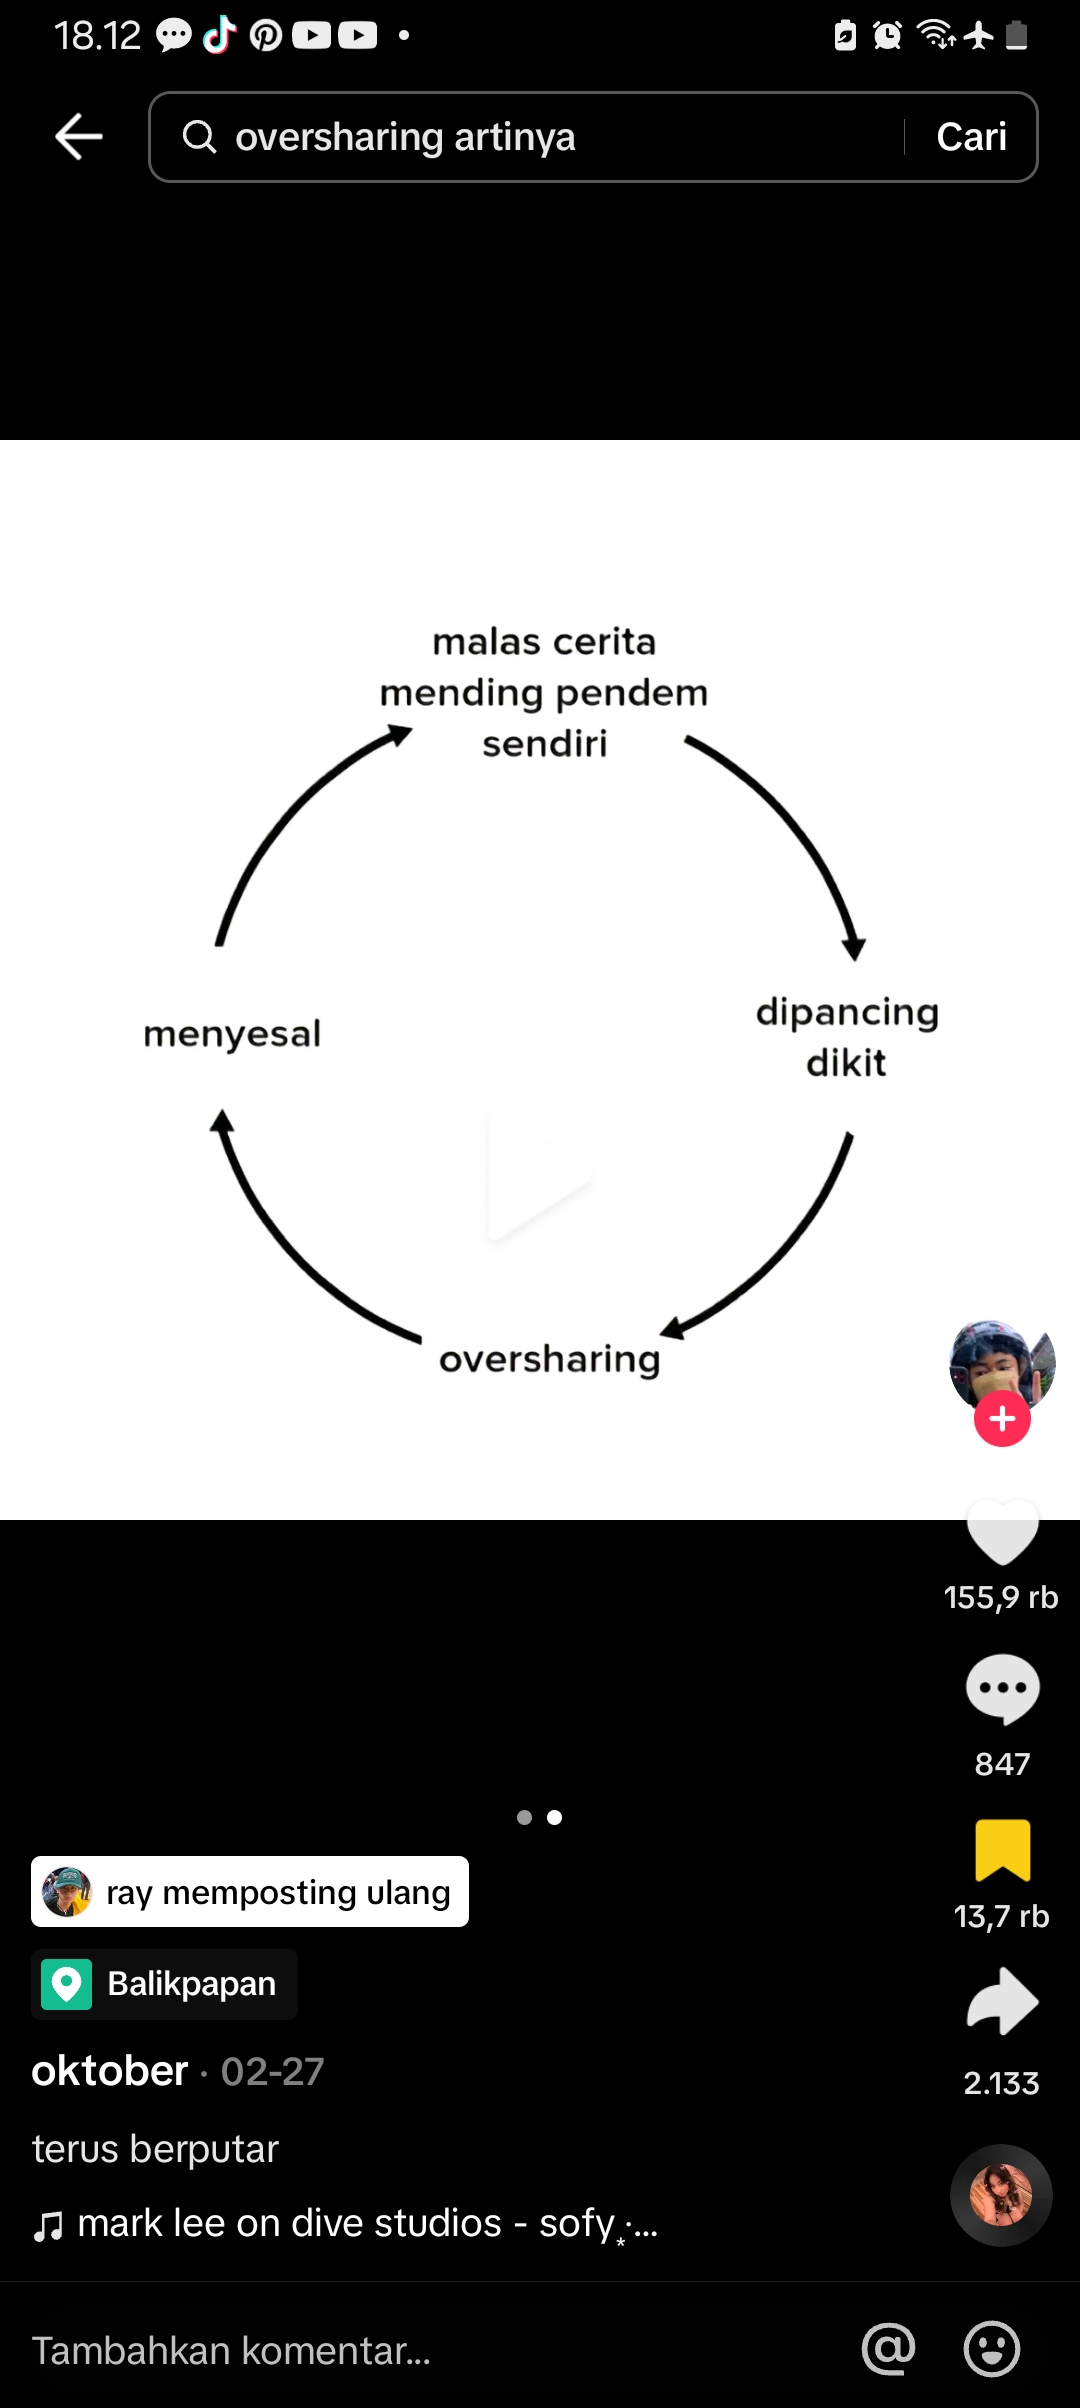 18.12
oversharing artinya
Cari
malas cerita
mending pendem
sendiri
dipancing
dikit
menyesal
oversharing
155,9 rb
847
13,7 rb
2.133
ray memposting ulang
Balikpapan
oktober · 02-27
terus berputar
mark lee on dive studios - sofy˳*̣·...
Tambahkan komentar...